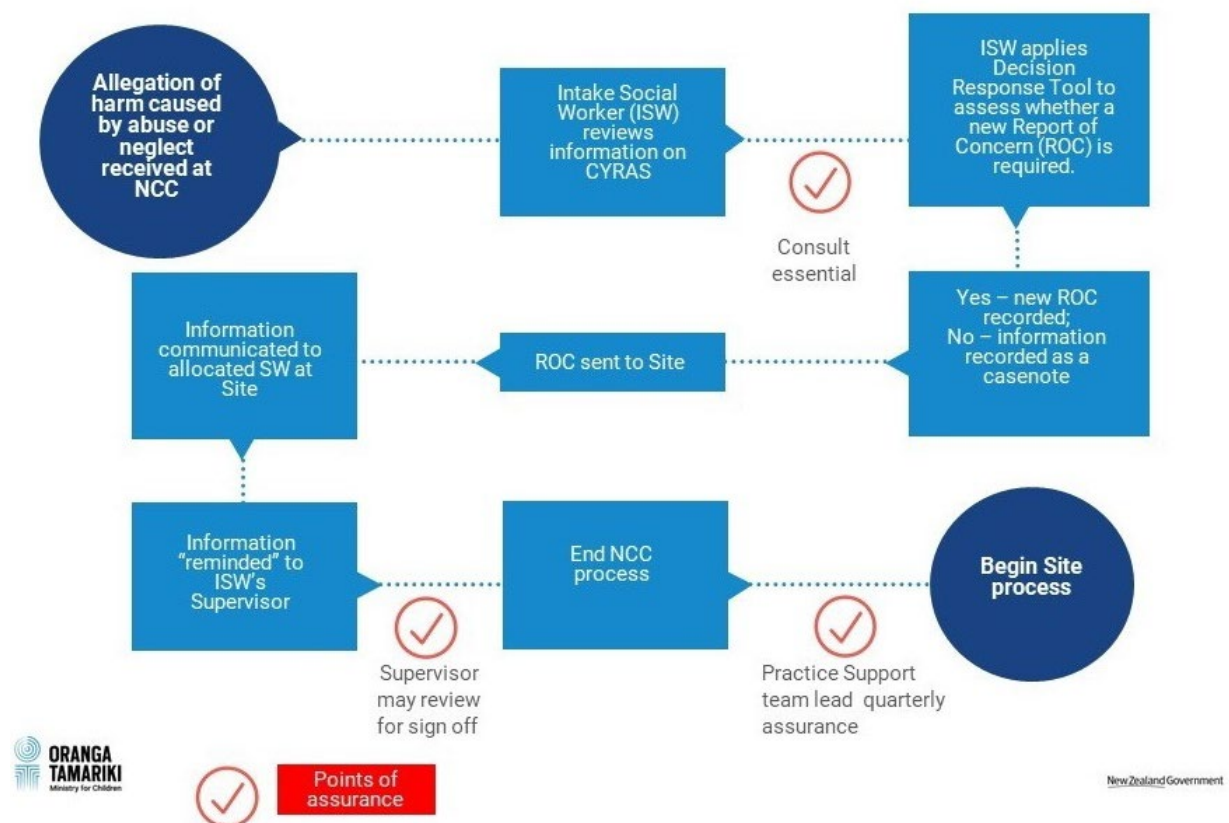 Allegation of
harm caused
by abuse or
neglect
received at
NCC
Intake Social
Worker (ISW)
reviews
information on
CYRAS
Consult
essential
ISW applies
Decision
Response Tool to
assess whether a
new Report of
Concern (ROC) is
required.
Yes – new ROC
recorded;
No – information
recorded as a
casenote
ROC sent to Site
Information
communicated to
allocated SW at
Site
Information
“reminded” to
ISW’s
Supervisor
Supervisor
may review
for sign off
End NCC
process
Practice Support
team lead quarterly
assurance
Begin Site
process
ORANGA
TAMARIKI
Ministry for Children
Points of
assurance
New Zealand Government